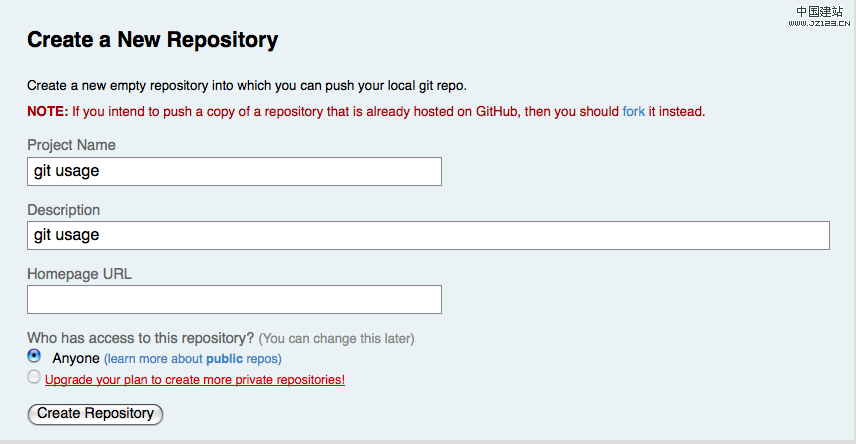 中国建站
WWW.JZ123.CN
Create a New Repository
Create a new empty repository into which you can push your local git repo.
NOTE: If you intend to push a copy of a repository that is already hosted on GitHub, then you should fork it instead.
Project Name
git usage
Description
git usage
Homepage URL
Who has access to this repository? (You can change this later)
Anyone (learn more about public repos)
Upgrade your plan to create more private repositories!
Create Repository